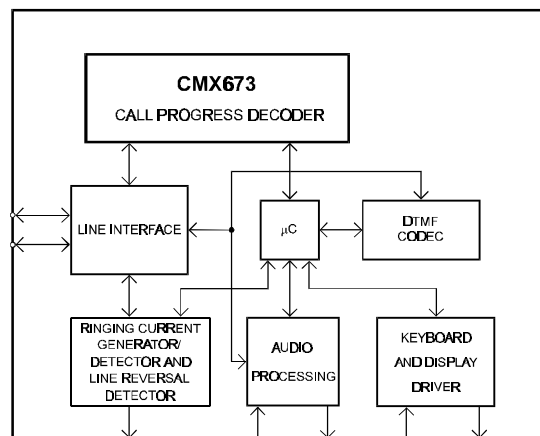 CMX673
CALL PROGRESS DECODER
LINE INTERFACE
µC
DTMF
CODEC
RINGING CURRENT
GENERATOR/
DETECTOR AND
LINE REVERSAL
DETECTOR
AUDIO
PROCESSING
KEYBOARD
AND DISPLAY
DRIVER